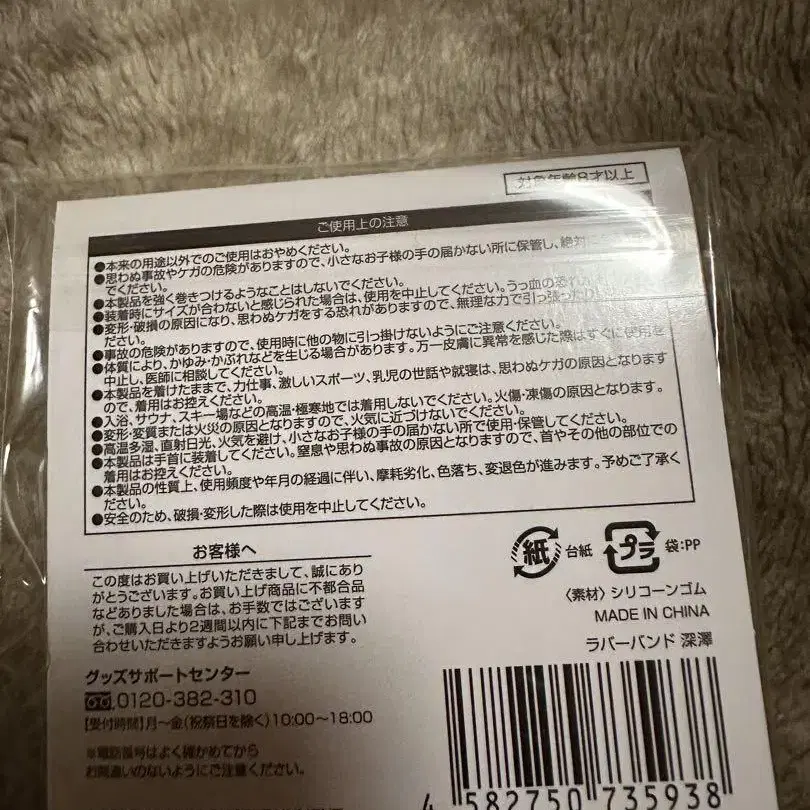 対象年齢8才以上
ご使用上の注意
●本来の用途以外でのご使用はおやめください。
●思わぬ事故やケガの危険がありますので、小さなお子様の手の届かない所に保管し、絶対に
でください。
●本製品を強く巻きつけるようなことはしないでください。
●装着時にサイズが合わないと感じられた場合は、使用を中止してください。うっ血の恐れ
●変形・破損の原因になり、思わぬケガをする恐れがありますので、無理な力で引っ張ったり
ださい。
●事故の危険がありますので、使用時に他の物に引っ掛けないようにご注意ください。
●体質により、かゆみ・かぶれなどを生じる場合があります。万一皮膚に異常を感じた際はすぐに使用を
中止し、医師に相談してください。
●本製品を着けたままで、力仕事、激しいスポーツ、乳児の世話や就寝は、思わぬケガの原因となります
ので、着用はお控えください。
●入浴、サウナ、スキー場などの高温・極寒地では着用しないでください。火傷・凍傷の原因となります。
●変形・変質または火災の原因となりますので、火気に近づけないでください。
●高温多湿、直射日光、火気を避け、小さなお子様の手の届かない所で使用・保管してください。
●本製品は手首に装着してください。窒息や思わぬ事故の原因となりますので、首やその他の部位での
着用はお控えください。
●本製品の性質上、使用頻度や年月の経過に伴い、摩耗劣化、色落ち、変退色が進みます。予めご了承く
ださい。
●安全のため、破損・変形した際は使用を中止してください。
お客様へ
この度はお買い上げいただきまして、誠にあり
がとうございます。お買い上げ商品に不都合品
などありました場合は、お手数ではございます
が、ご購入日より2週間以内に下記までお問い
合わせいただきますようお願い申し上げます。
グッズサポートセンター
0120-382-310
【受付時間】月～金(祝祭日を除く)10:00～18:00
※電話番号はよく確かめてから
お間違いのないようにご注意ください。
紙 台紙 プラ 袋:PP
〈素材〉シリコーンゴム
MADE IN CHINA
ラバーバンド 深澤
4 582750 735938